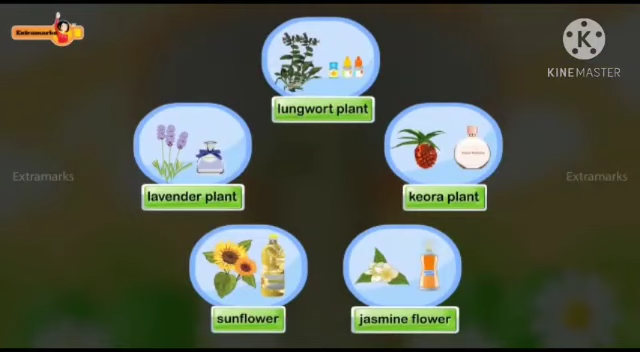 Extramarks
KINEMASTER
lungwort plant
Extramarks
Extramarks
lavender plant
keora plant
sunflower
jasmine flower